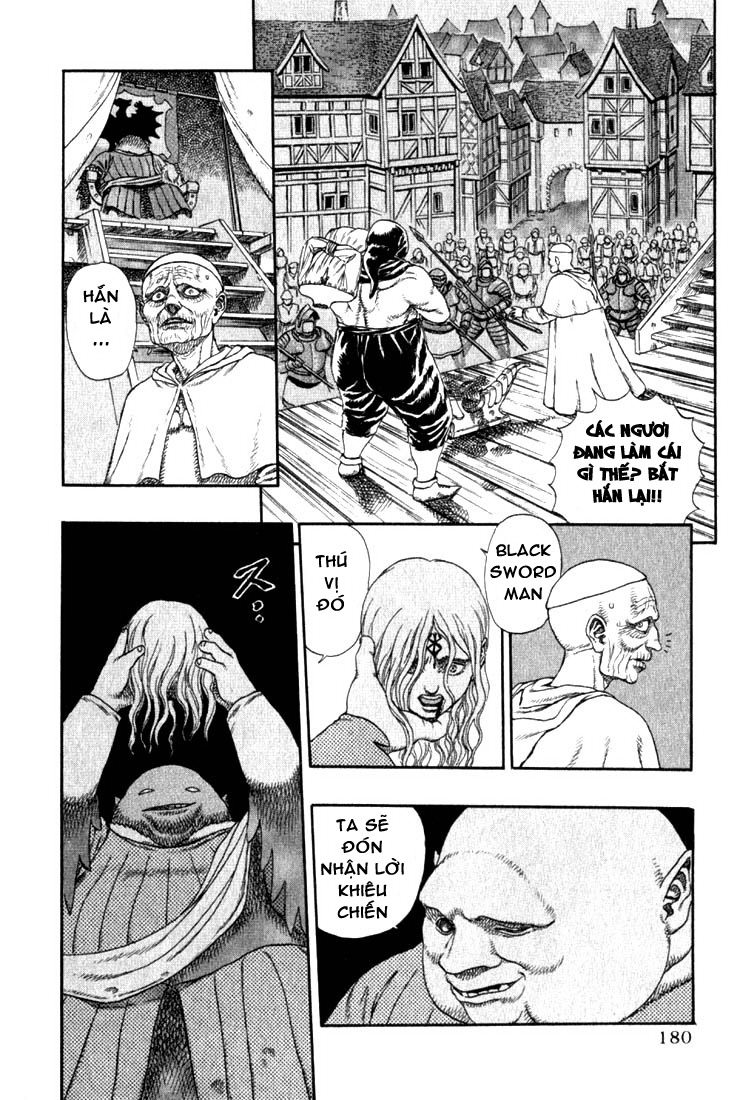 HẮN
LÀ
...
CÁC NGƯƠI
ĐANG LÀM CÁI
GÌ THẾ? BẮT
HẮN LẠI!!
BLACK
SWORD
MAN
THÚ
VỊ
ĐÓ
ス...
TA SẼ
ĐÓN
NHẬN LỜI
KHIÊU
CHIẾN
180